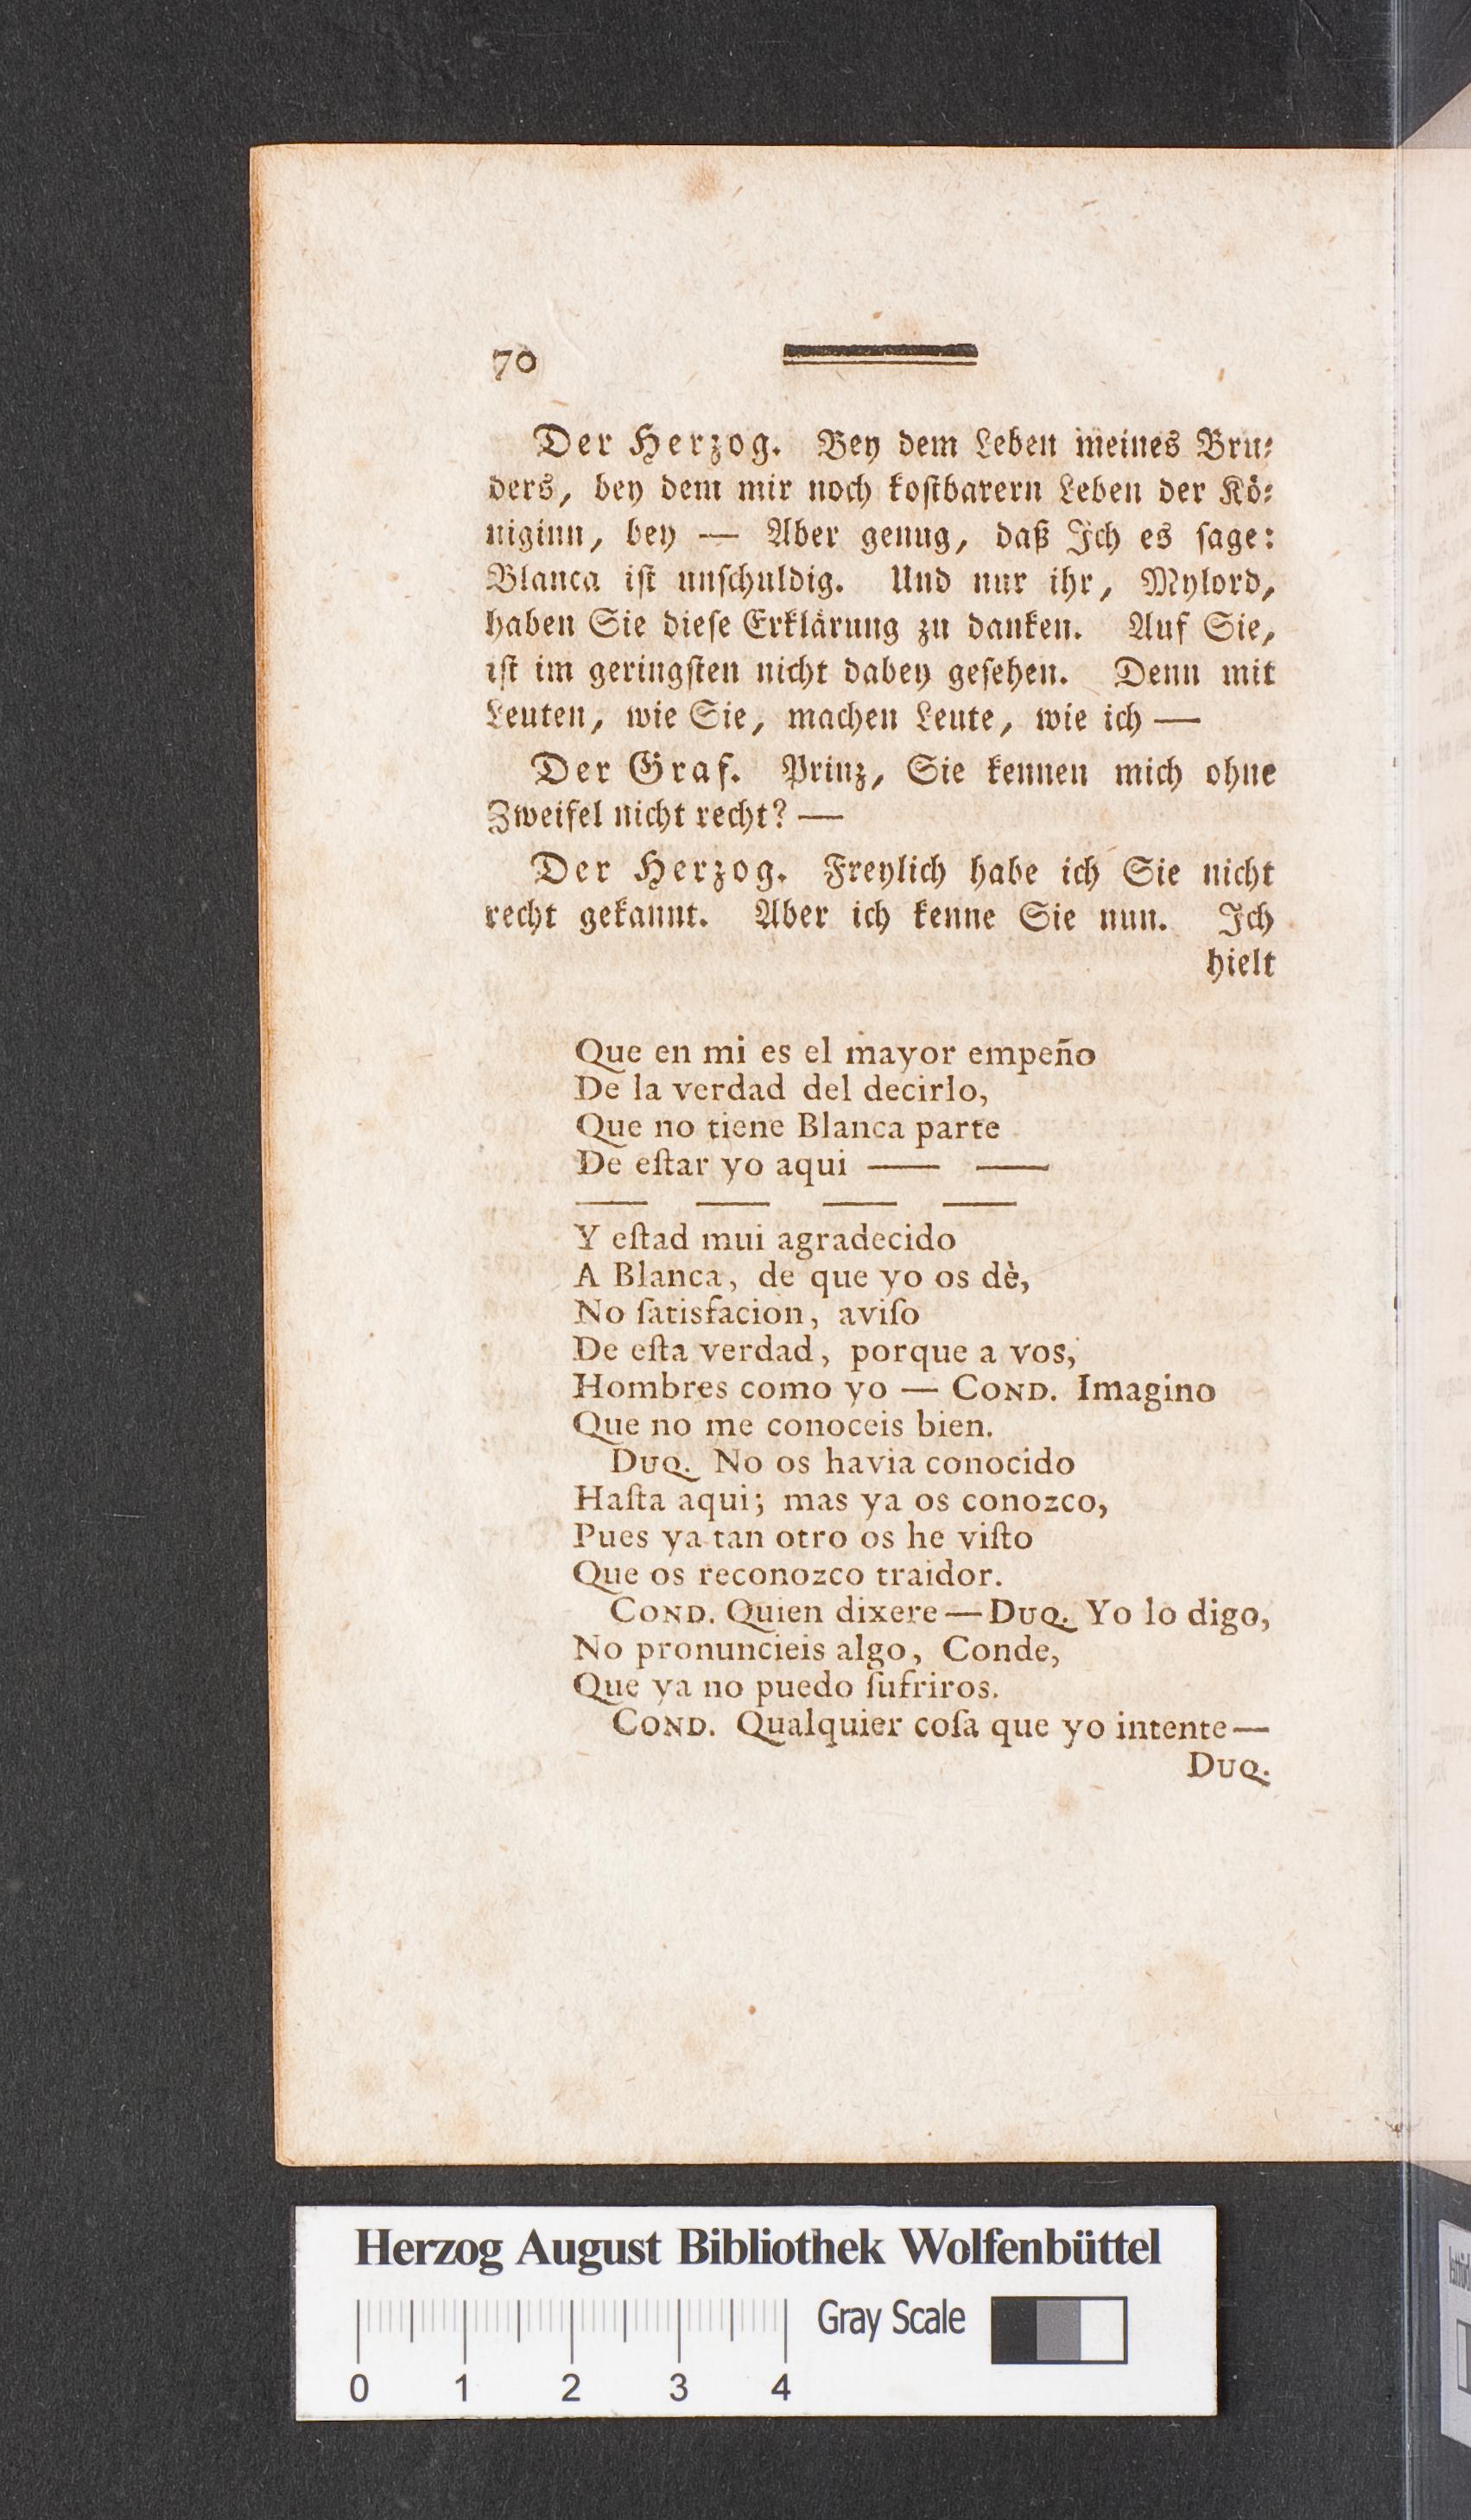 70
Der Herzog. Bey dem Leben meines Bru⸗
ders, bey dem mir noch koſtbarern Leben der Kö⸗
niginn, bey — Aber genug, daß Ich es ſage:
Blanca iſt unſchuldig. Und nur ihr, Mylord,
haben Sie dieſe Erklärung zu danken. Auf Sie,
iſt im geringſten nicht dabey geſehen. Denn mit
Leuten, wie Sie, machen Leute, wie ich —
Der Graf. Prinz, Sie kennen mich ohne
Zweifel nicht recht? —
Der Herzog. Freylich habe ich Sie nicht
recht gekannt. Aber ich kenne Sie nun. Ich
hielt
Que en mi es el mayor empeño
De la verdad del decirlo,
Que no tiene Blanca parte
De eſtar yo aqui — —
— — — —
Y eſtad mui agradecido
A Blanca, de que yo os dè,
No ſatisfacion, aviſo
De eſta verdad, porque a vos,
Hombres como yo — COND. Imagino
Que no me conoceis bien.
DUQ. No os havia conocido
Haſta aqui; mas ya os conozco,
Pues ya tan otro os he viſto
Que os reconozco traidor.
COND. Quien dixere — DUQ. Yo lo digo,
No pronuncieis algo, Conde,
Que ya no puedo ſufriros.
COND. Qualquier coſa que yo intente —
DUQ.
Herzog August Bibliothek Wolfenbüttel
Gray Scale
0 1 2 3 4